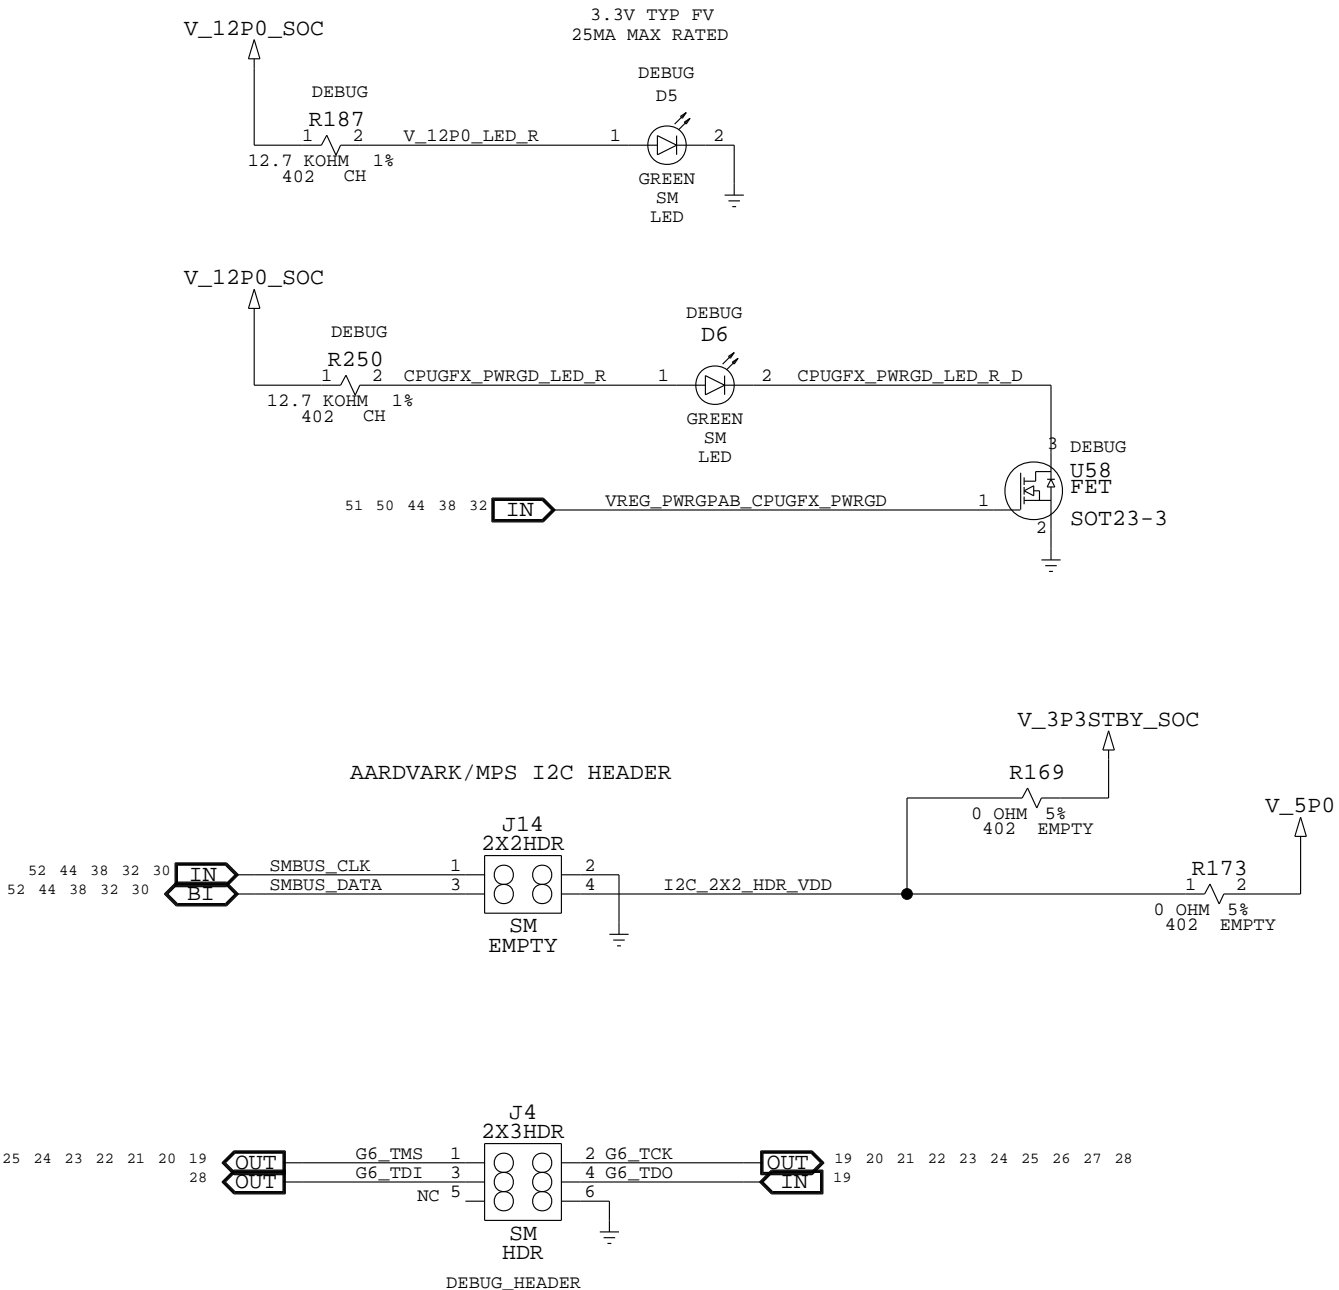 V_12P0_SOC
3.3V TYP FV
25MA MAX RATED
DEBUG
R187
1 2
12.7 KOHM 1%
402 CH
V_12P0_LED_R
DEBUG
D5
1 2
GREEN
SM
LED
V_12P0_SOC
DEBUG
R250
1 2
12.7 KOHM 1%
402 CH
CPUGFX_PWRGD_LED_R
DEBUG
D6
1 2
GREEN
SM
LED
CPUGFX_PWRGD_LED_R_D
3 DEBUG
U58
FET
SOT23-3
51 50 44 38 32 IN VREG_PWRGPAB_CPUGFX_PWRGD 1
2
V_3P3STBY_SOC
AARDVARK/MPS I2C HEADER
R169
0 OHM 5%
402 EMPTY
V_5P0
J14
2X2HDR
52 44 38 32 30 IN SMBUS_CLK 1 2
52 44 38 32 30 BI SMBUS_DATA 3 4 I2C_2X2_HDR_VDD
SM
EMPTY
R173
1 2
0 OHM 5%
402 EMPTY
J4
2X3HDR
25 24 23 22 21 20 19 OUT G6_TMS 1 2 G6_TCK OUT 19 20 21 22 23 24 25 26 27 28
28 OUT G6_TDI 3 4 G6_TDO IN 19
NC 5 6
SM
HDR
DEBUG_HEADER